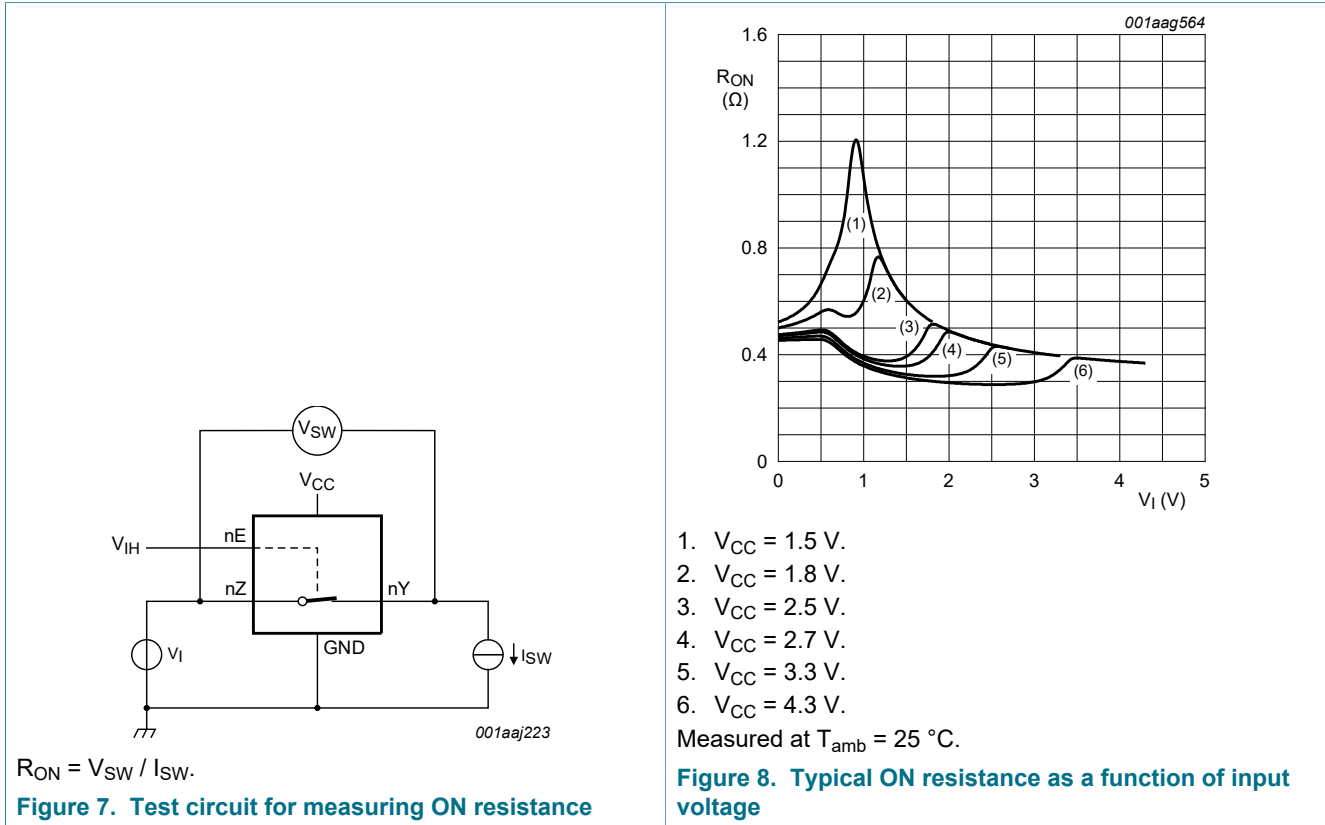 V_SW
V_CC
V_IH
nE
nZ
nY
V_I
GND
I_SW
001aaj223
R_ON = V_SW / I_SW.
Figure 7. Test circuit for measuring ON resistance
001aag564
1.6
R_ON
(Ω)
1.2
(1)
0.8
(2)
(3)
(4)
(5)
0.4
(6)
0
0 1 2 3 4 5
V_I (V)
1. V_CC = 1.5 V.
2. V_CC = 1.8 V.
3. V_CC = 2.5 V.
4. V_CC = 2.7 V.
5. V_CC = 3.3 V.
6. V_CC = 4.3 V.
Measured at T_amb = 25 °C.
Figure 8. Typical ON resistance as a function of input
voltage